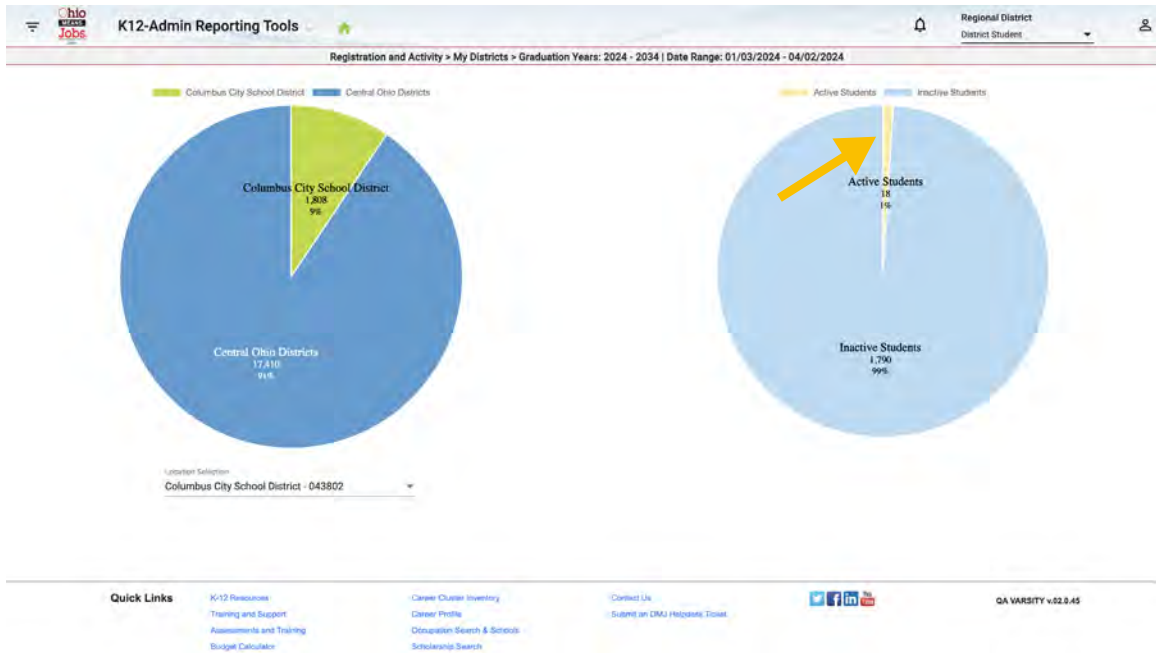 Ohio
MEANS
Jobs
K12-Admin Reporting Tools
Regional District
District Student
Registration and Activity > My Districts > Graduation Years: 2024 - 2034 | Date Range: 01/03/2024 - 04/02/2024
Columbus City School District
Central Ohio Districts
Active Students
Inactive Students
Columbus City School District
1,808
9%
Central Ohio Districts
17,410
91%
Active Students
18
1%
Inactive Students
1,790
99%
Location Selection
Columbus City School District - 043802
Quick Links
K-12 Resources
Training and Support
Assessments and Training
Budget Calculator
Career Cluster Inventory
Career Profile
Occupation Search & Schools
Scholarship Search
Contact Us
Submit an OMJ Helpdesk Ticket
You
Tube
QA VARSITY v.02.0.45